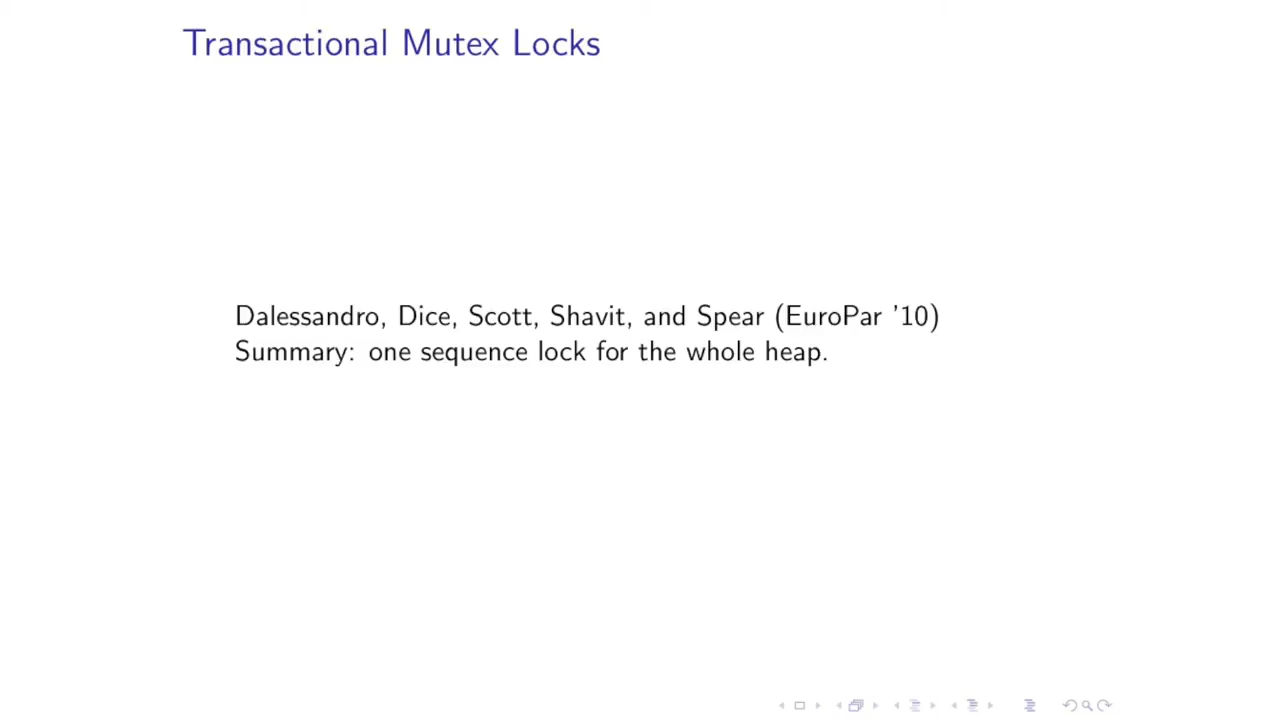 Transactional Mutex Locks
Dalessandro, Dice, Scott, Shavit, and Spear (EuroPar '10)
Summary: one sequence lock for the whole heap.